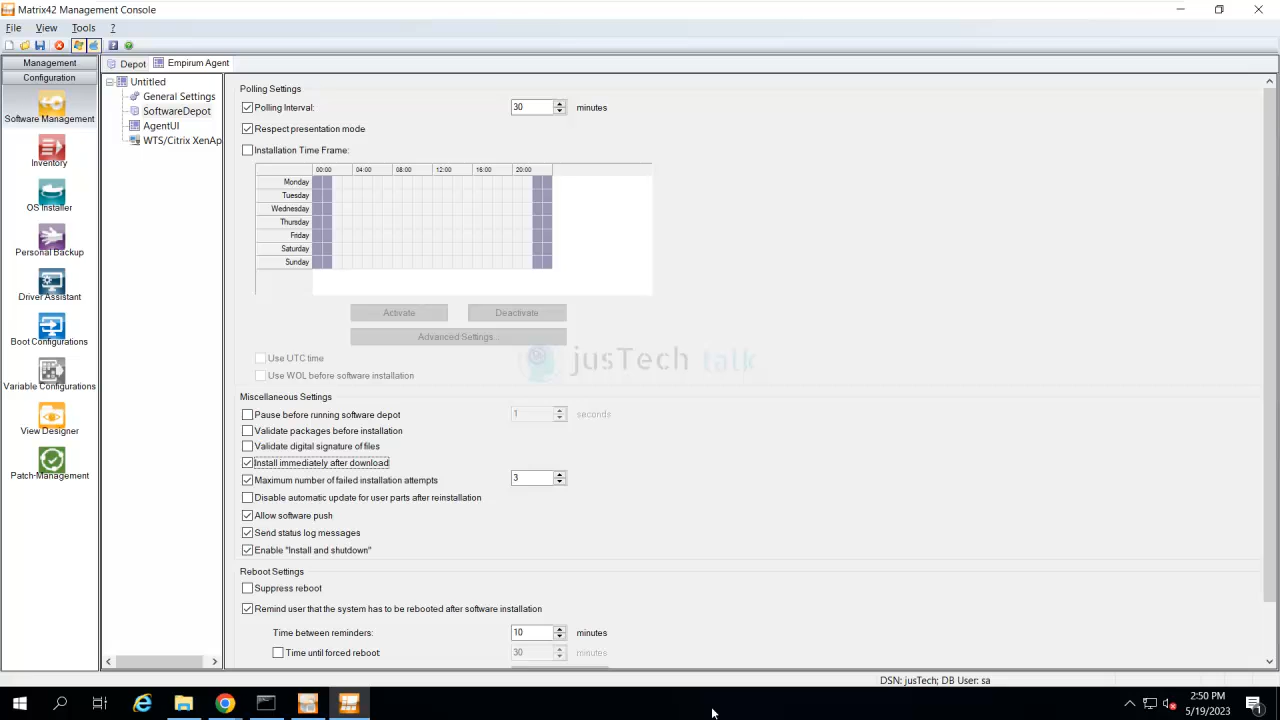 Matrix42 Management Console
File View Tools ?
Management
Configuration
Software Management
Inventory
OS Installer
Personal Backup
Driver Assistant
Boot Configurations
Variable Configurations
View Designer
Patch-Management
Depot Empirum Agent
Untitled
General Settings
SoftwareDepot
AgentUI
WTS/Citrix XenAp
Polling Settings
Polling Interval: 30 minutes
Respect presentation mode
Installation Time Frame:
00:00 04:00 08:00 12:00 16:00 20:00
Monday
Tuesday
Wednesday
Thursday
Friday
Saturday
Sunday
Activate Deactivate
Advanced Settings...
jusTech talk
Use UTC time
Use WOL before software installation
Miscellaneous Settings
Pause before running software depot 1 seconds
Validate packages before installation
Validate digital signature of files
Install immediately after download
Maximum number of failed installation attempts 3
Disable automatic update for user parts after reinstallation
Allow software push
Send status log messages
Enable "Install and shutdown"
Reboot Settings
Suppress reboot
Remind user that the system has to be rebooted after software installation
Time between reminders: 10 minutes
Time until forced reboot: 30 minutes
DSN: jusTech; DB User: sa
2:50 PM
5/19/2023
1